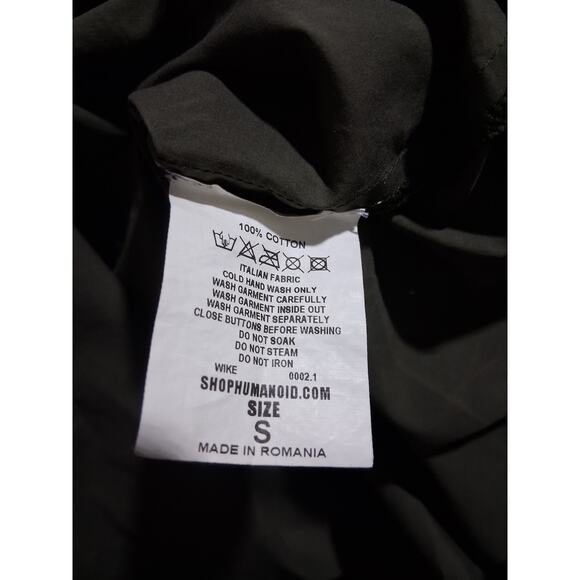 100% COTTON
ITALIAN FABRIC
COLD HAND WASH ONLY
WASH GARMENT CAREFULLY
WASH GARMENT INSIDE OUT
WASH GARMENT SEPARATELY
CLOSE BUTTONS BEFORE WASHING
DO NOT SOAK
DO NOT STEAM
DO NOT IRON
WIKE 0002.1
SHOPHUMANOID.COM
SIZE
S
MADE IN ROMANIA